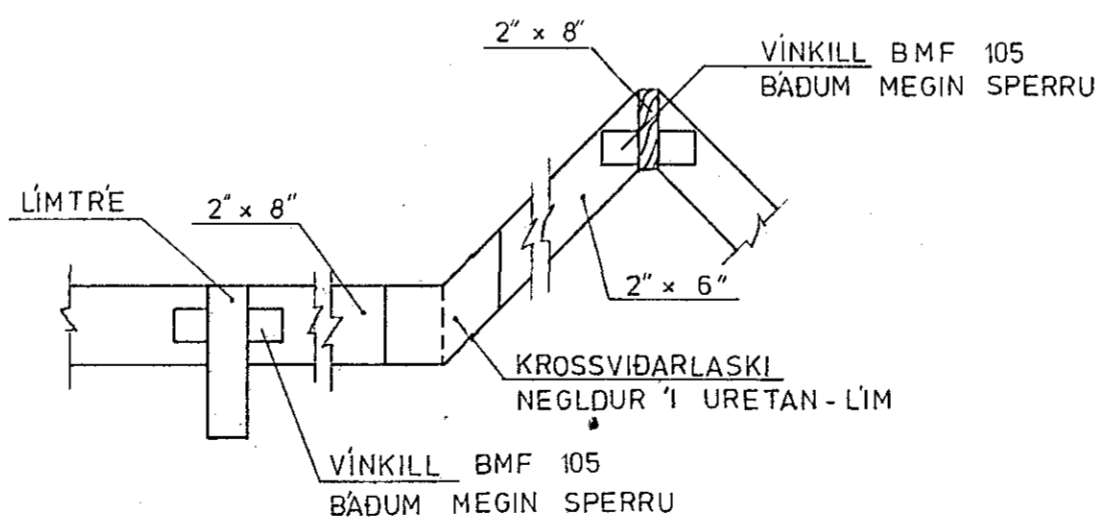 2" x 8"
VÍNKILL BMF 105
BÁÐUM MEGIN SPERRU
LÍMTRÉ
2" x 8"
2" x 6"
KROSSVIÐARLASKI
NEGLDUR Í URETAN-LÍM
VÍNKILL BMF 105
BÁÐUM MEGIN SPERRU